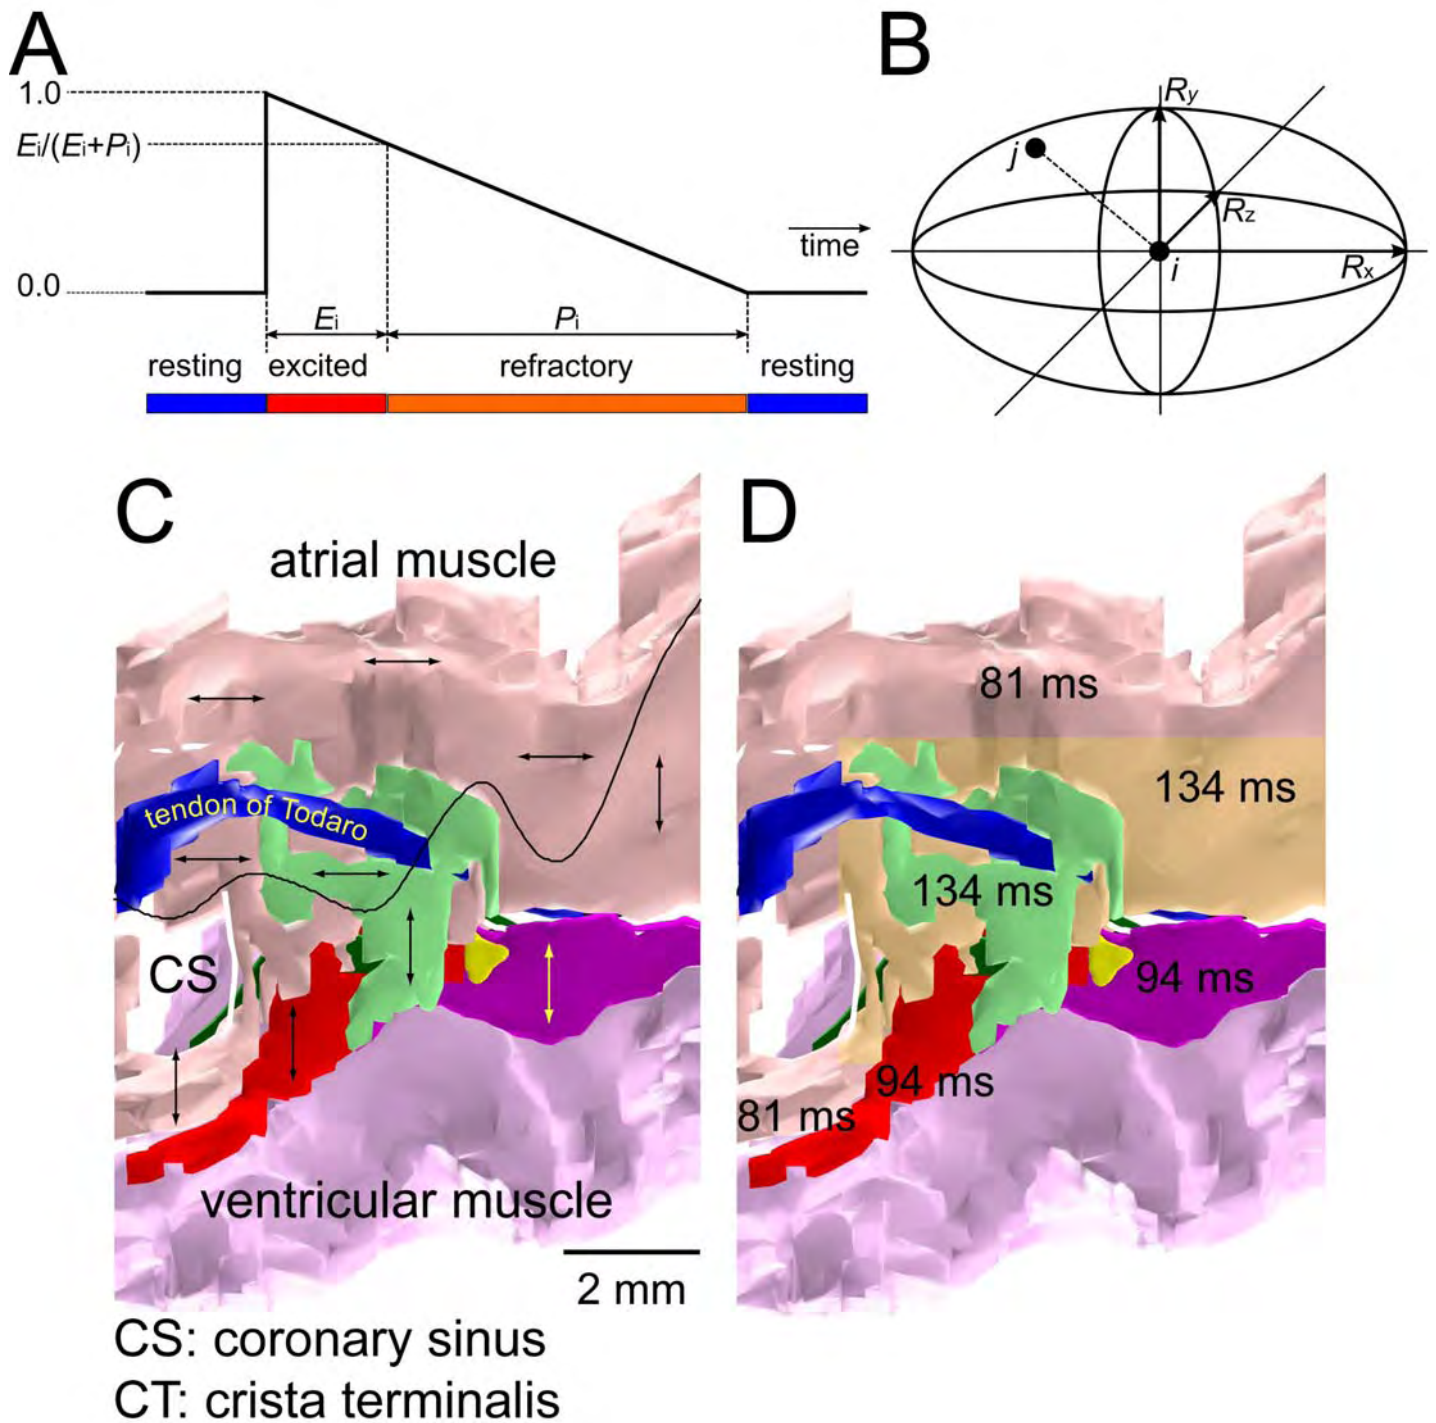 A
1.0
Ei/(Ei+Pi)
0.0
time
Ei
Pi
resting
excited
refractory
resting
B
Ry
j
Rz
i
Rx
C
atrial muscle
tendon of Todaro
CS
ventricular muscle
2 mm
D
81 ms
134 ms
134 ms
94 ms
94 ms
81 ms
CS: coronary sinus
CT: crista terminalis